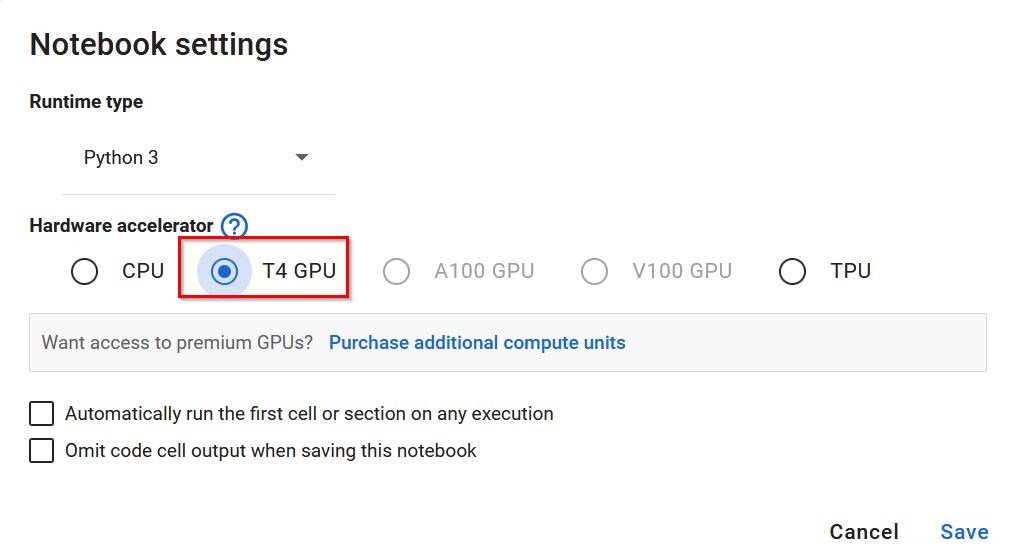 Notebook settings
Runtime type
Python 3
Hardware accelerator ?
CPU T4 GPU A100 GPU V100 GPU TPU
Want access to premium GPUs? Purchase additional compute units
Automatically run the first cell or section on any execution
Omit code cell output when saving this notebook
Cancel Save